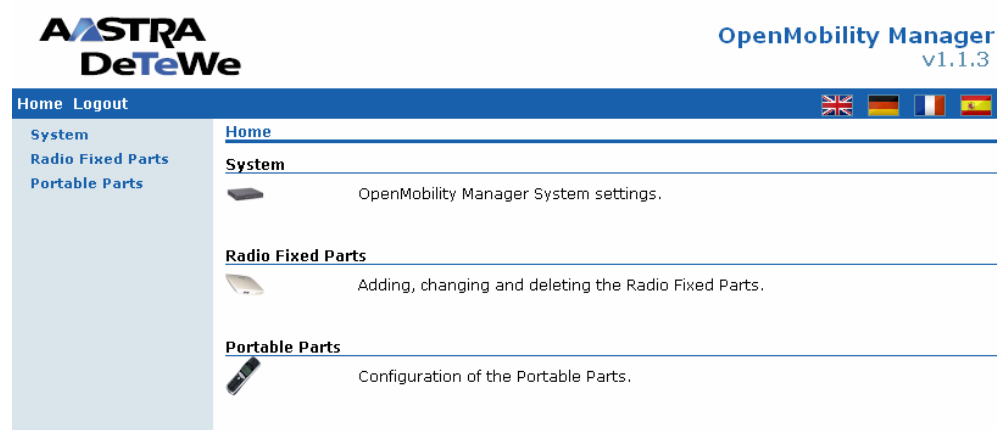 AASTRA
DeTeWe
OpenMobility Manager
v1.1.3
Home Logout
System
Radio Fixed Parts
Portable Parts
Home
System
OpenMobility Manager System settings.
Radio Fixed Parts
Adding, changing and deleting the Radio Fixed Parts.
Portable Parts
Configuration of the Portable Parts.